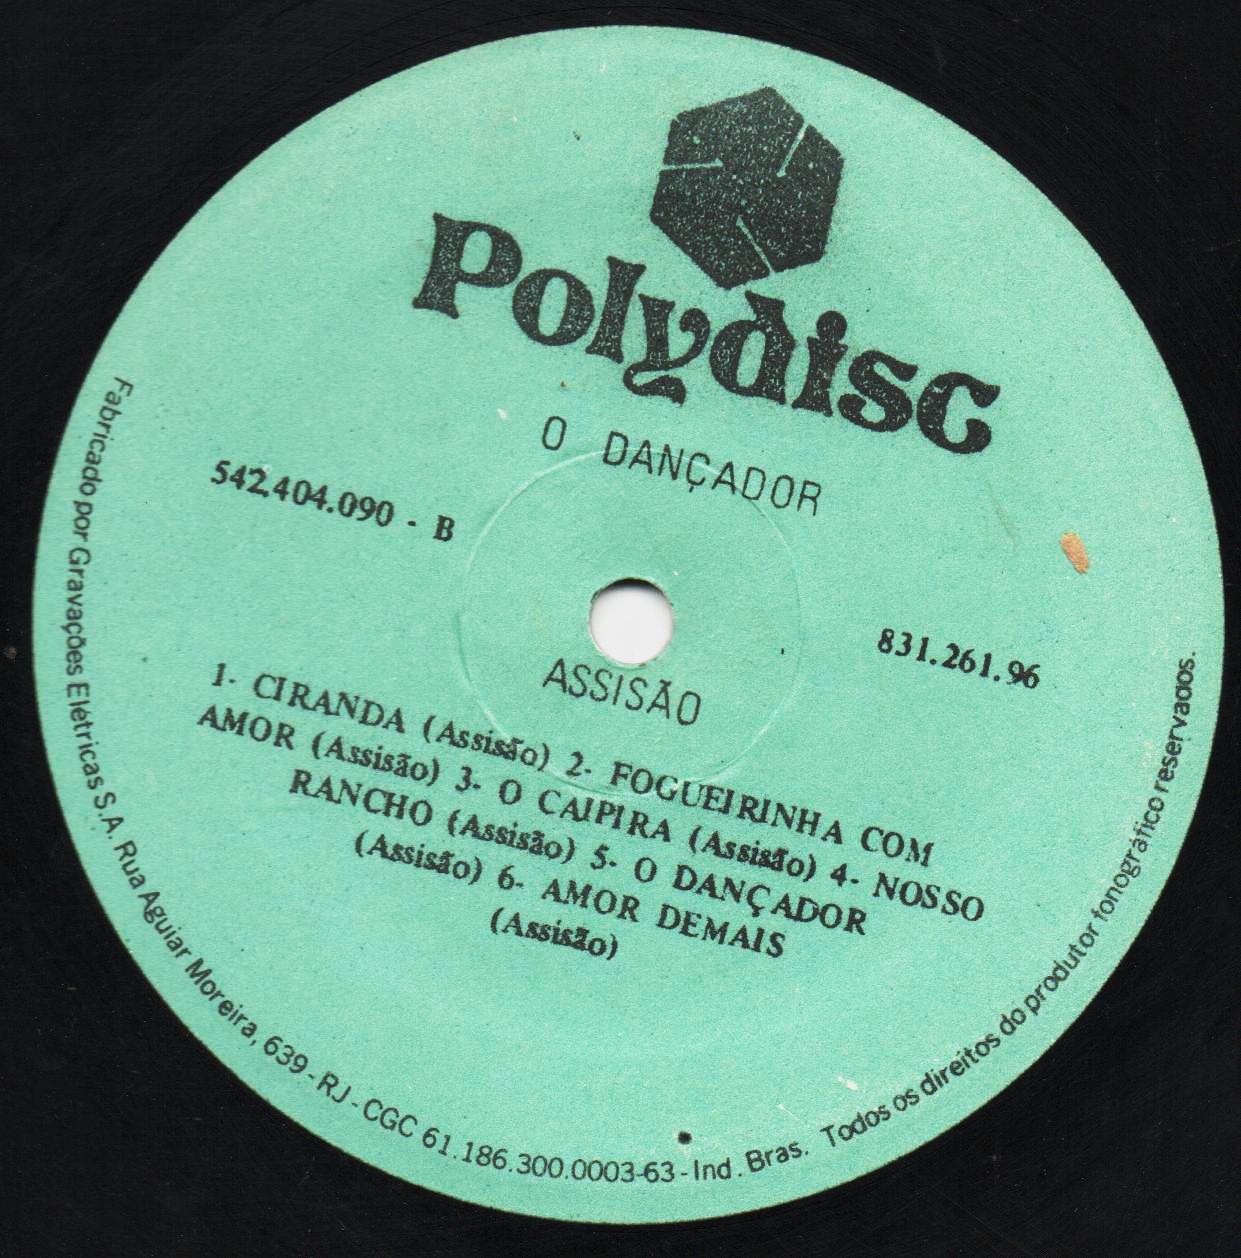 Polydisc
O DANÇADOR
542.404.090 - B
831.261.96
ASSISÃO
1- CIRANDA (Assisão) 2- FOGUEIRINHA COM
AMOR (Assisão) 3- O CAIPIRA (Assisão) 4- NOSSO
RANCHO (Assisão) 5- O DANÇADOR
(Assisão) 6- AMOR DEMAIS
(Assisão)
Fabricado por Gravações Elétricas S.A. Rua Aguiar Moreira, 639 - RJ - CGC 61.186.300.0003-63 - Ind. Bras. Todos os direitos do produtor fonográfico reservados.